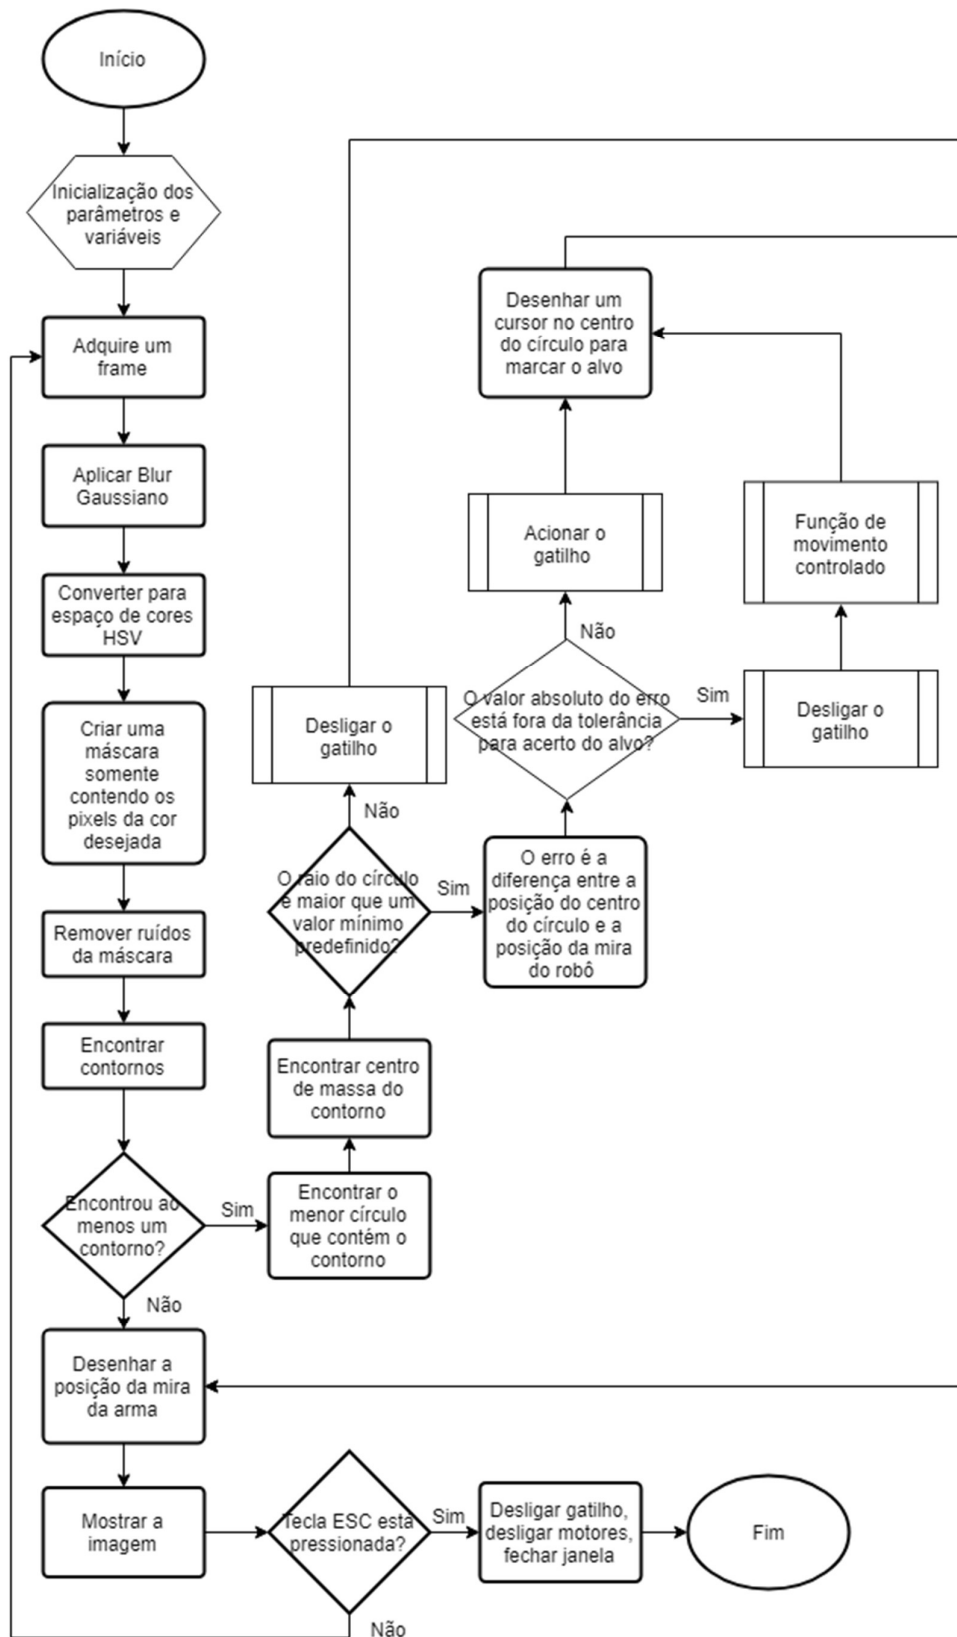 Início
Inicialização dos
parâmetros e
variáveis
Adquire um
frame
Aplicar Blur
Gaussiano
Converter para
espaço de cores
HSV
Criar uma
máscara
somente
contendo os
pixels da cor
desejada
Remover ruídos
da máscara
Encontrar
contornos
Encontrou ao
menos um
contorno?
Sim
Não
Encontrar o
menor círculo
que contém o
contorno
Encontrar centro
de massa do
contorno
O raio do círculo
é maior que um
valor mínimo
predefinido?
Não
Sim
Desligar o
gatilho
O erro é a
diferença entre a
posição do centro
do círculo e a
posição da mira
do robô
O valor absoluto do erro
está fora da tolerância
para acerto do alvo?
Não
Sim
Acionar o
gatilho
Desligar o
gatilho
Função de
movimento
controlado
Desenhar um
cursor no centro
do círculo para
marcar o alvo
Desenhar a
posição da mira
da arma
Mostrar a
imagem
Tecla ESC está
pressionada?
Sim
Não
Desligar gatilho,
desligar motores,
fechar janela
Fim